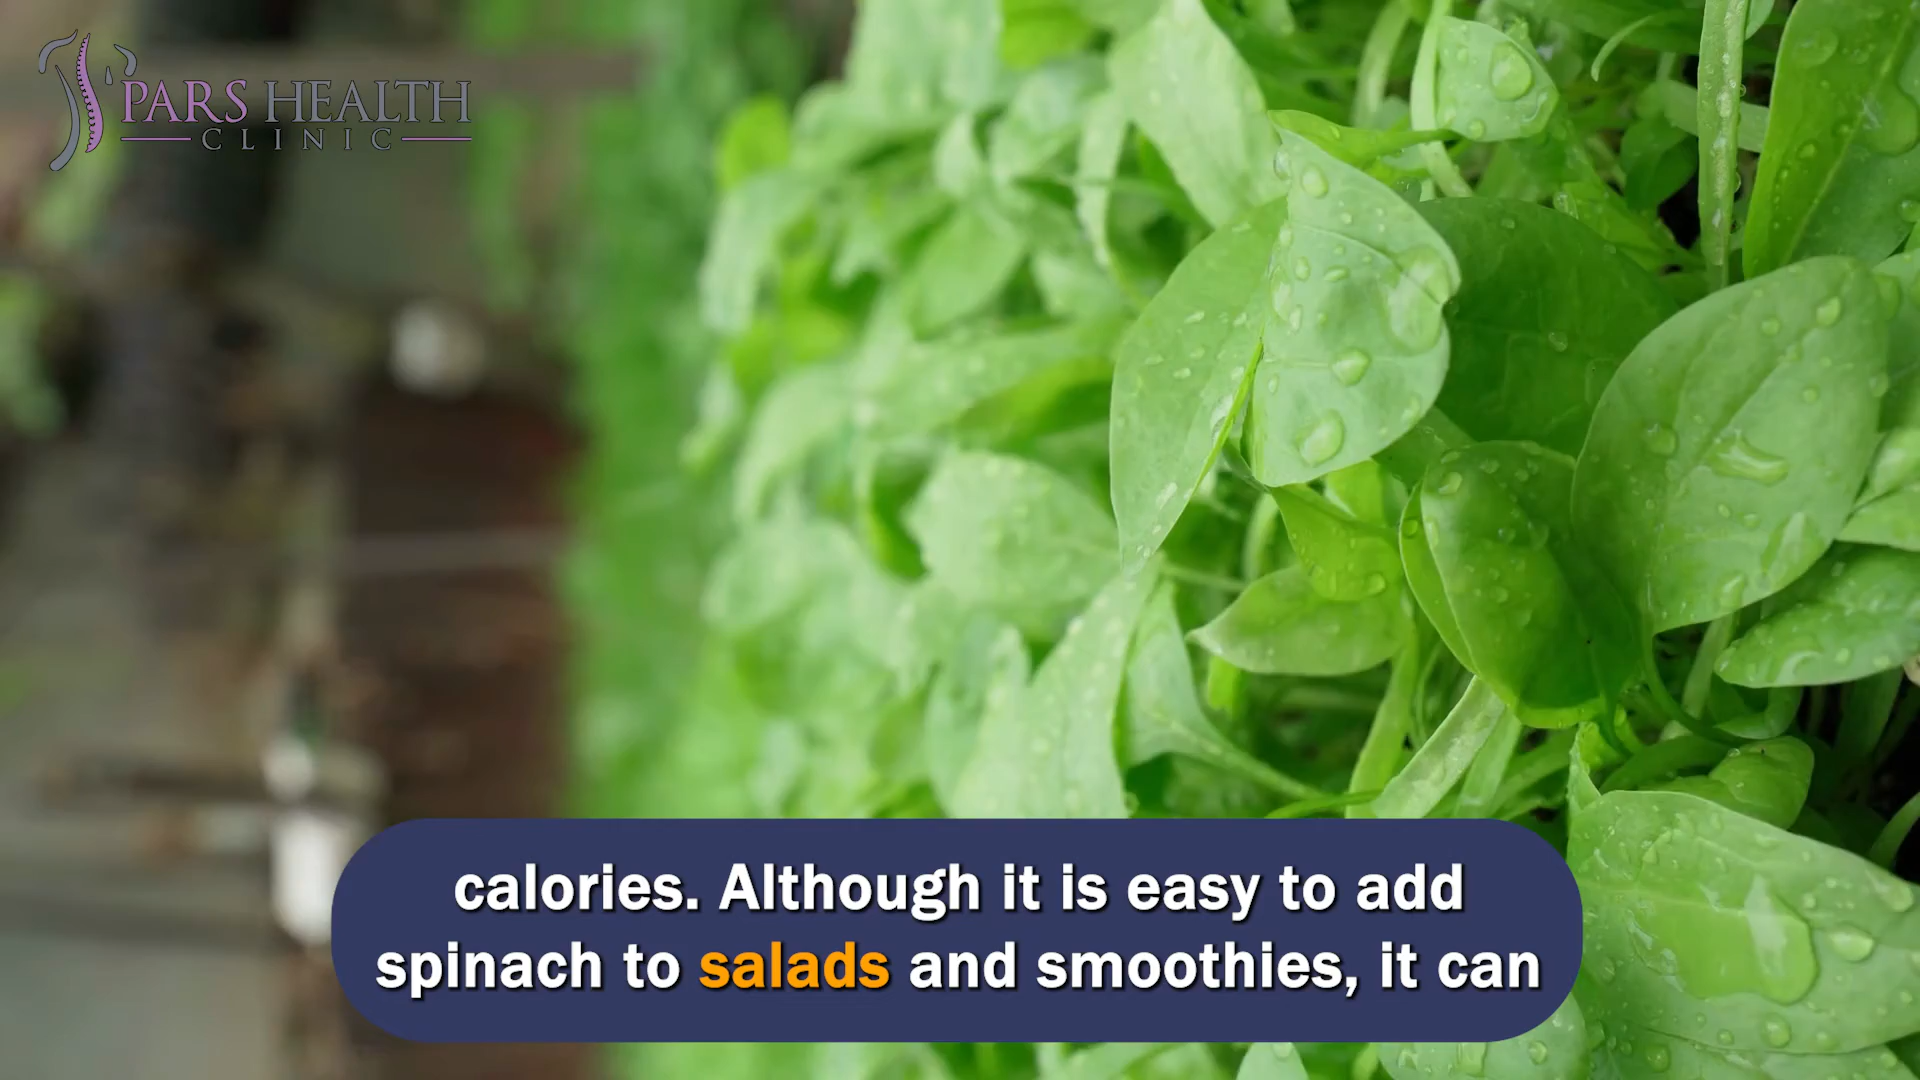 PARS HEALTH
CLINIC
calories. Although it is easy to add
spinach to salads and smoothies, it can